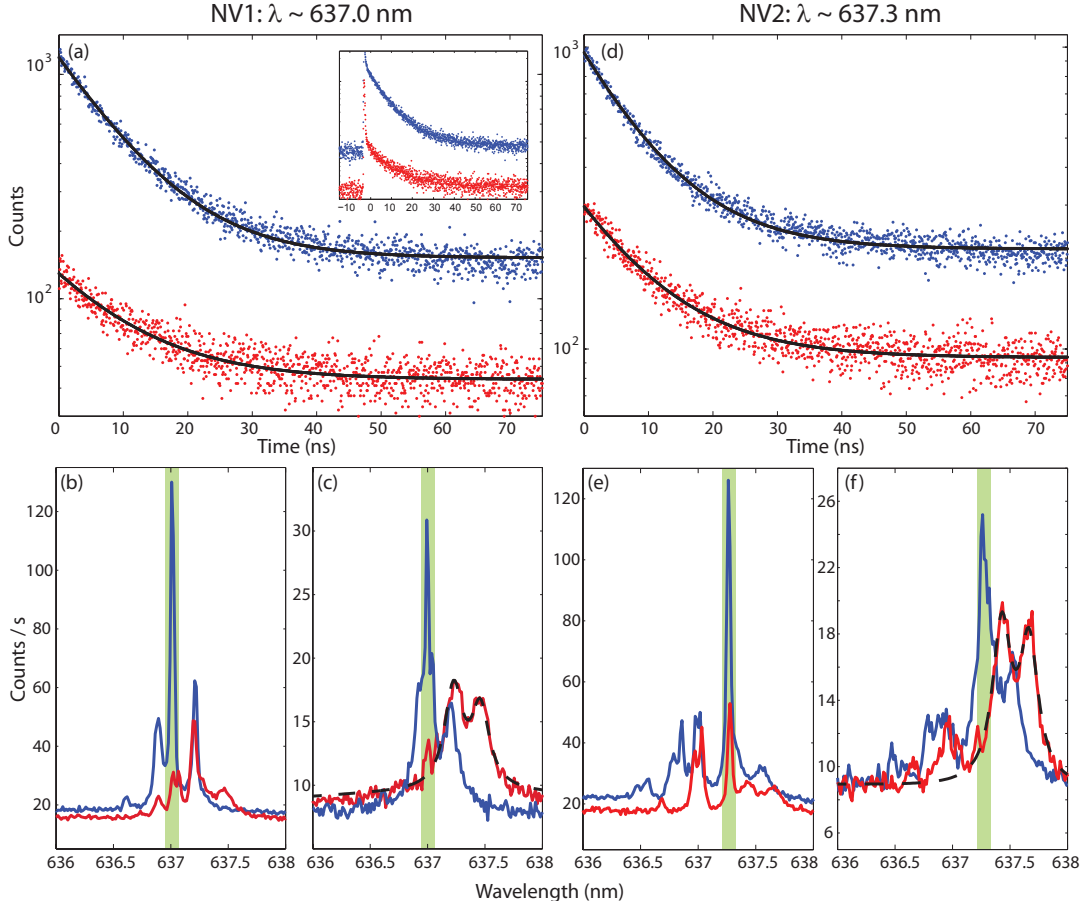 NV1: λ ~ 637.0 nm
NV2: λ ~ 637.3 nm
(a)
10³
10²
Counts
0 10 20 30 40 50 60 70
Time (ns)
−10 0 10 20 30 40 50 60 70
(d)
10³
10²
0 10 20 30 40 50 60 70
Time (ns)
(b)
120
100
80
60
40
20
Counts / s
636 636.5 637 637.5 638
(c)
30
25
20
15
10
636 636.5 637 637.5 638
(e)
120
100
80
60
40
20
636 636.5 637 637.5 638
(f)
26
22
18
14
10
6
636 636.5 637 637.5 638
Wavelength (nm)